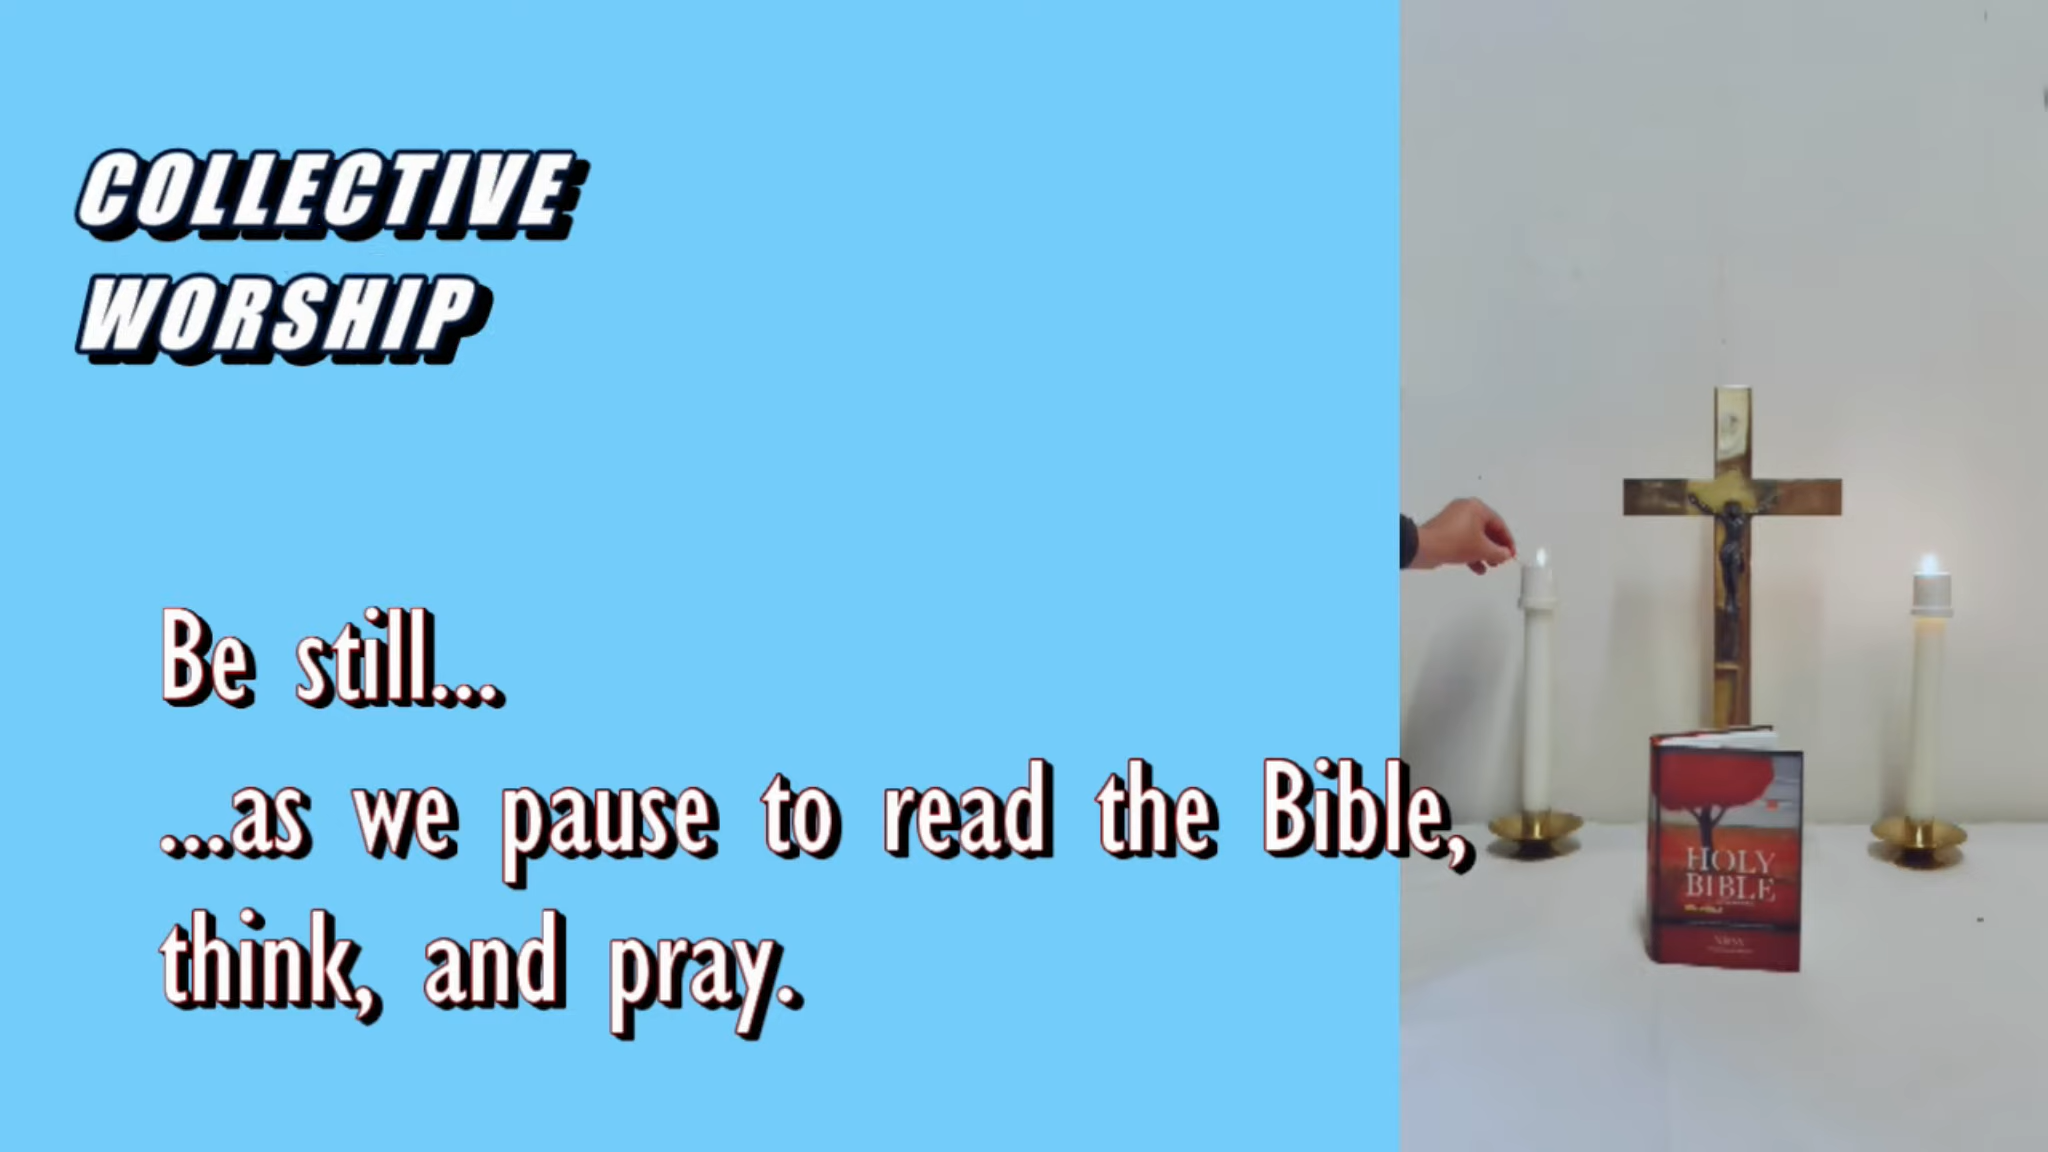 COLLECTIVE
WORSHIP
Be still...
...as we pause to read the Bible,
think, and pray.
HOLY
BIBLE